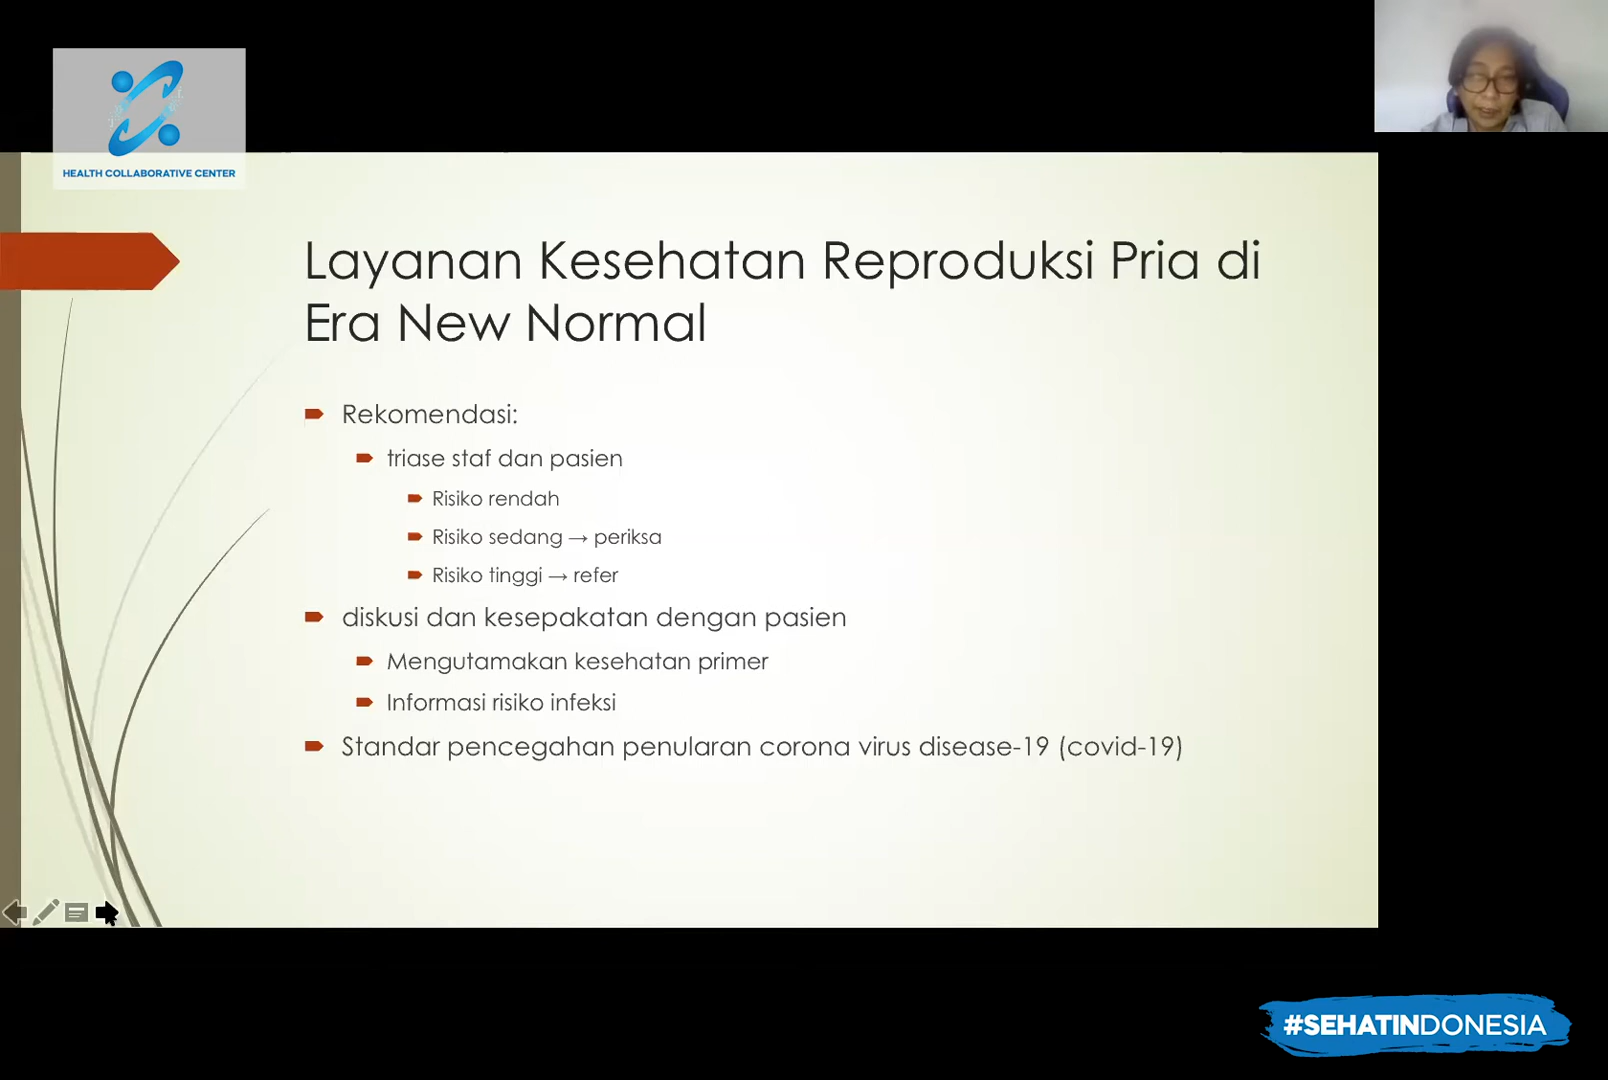 HEALTH COLLABORATIVE CENTER
Layanan Kesehatan Reproduksi Pria di
Era New Normal
Rekomendasi:
triase staf dan pasien
Risiko rendah
Risiko sedang → periksa
Risiko tinggi → refer
diskusi dan kesepakatan dengan pasien
Mengutamakan kesehatan primer
Informasi risiko infeksi
Standar pencegahan penularan corona virus disease-19 (covid-19)
#SEHATINDONESIA